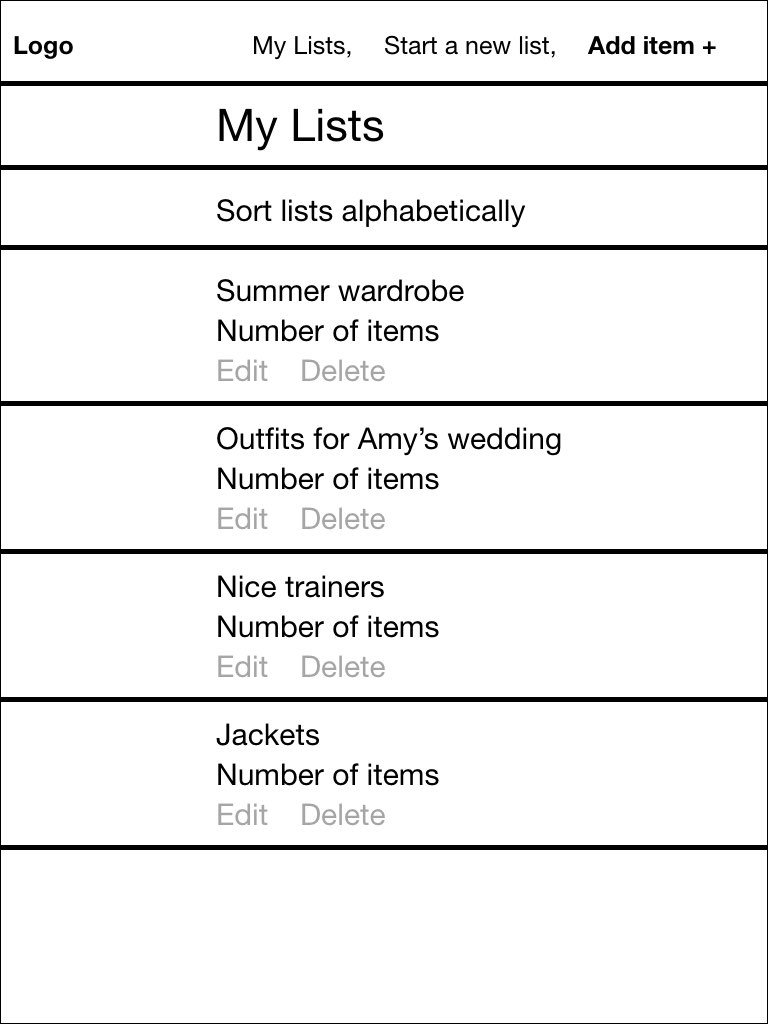 Logo My Lists, Start a new list, Add item +
My Lists
Sort lists alphabetically
Summer wardrobe
Number of items
Edit Delete
Outfits for Amy’s wedding
Number of items
Edit Delete
Nice trainers
Number of items
Edit Delete
Jackets
Number of items
Edit Delete